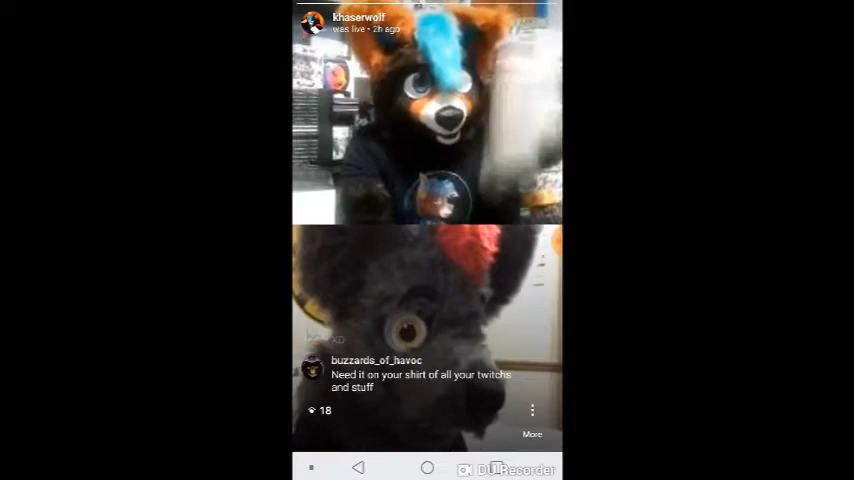 khaserwolf
was live • 2h ago
XD
buzzards_of_havoc
Need it on your shirt of all your twitchs
and stuff
18
More
DU Recorder